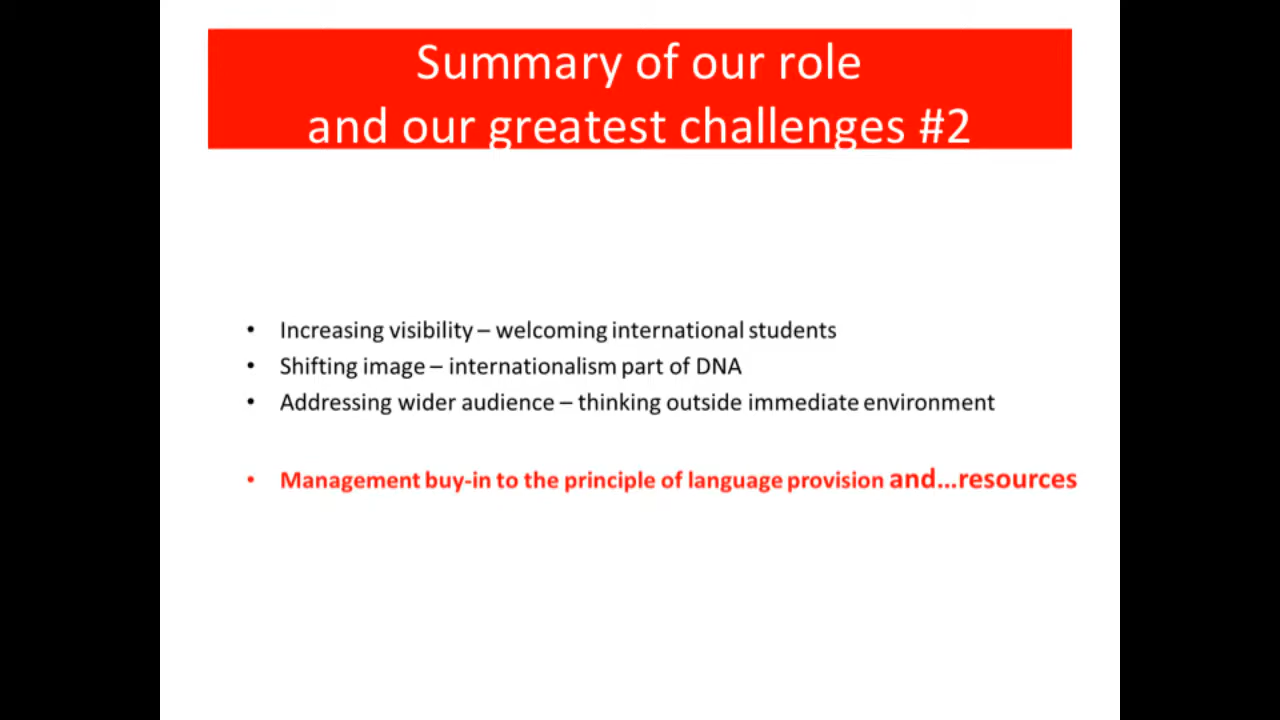 Summary of our role
and our greatest challenges #2
• Increasing visibility – welcoming international students
• Shifting image – internationalism part of DNA
• Addressing wider audience – thinking outside immediate environment
• Management buy-in to the principle of language provision and...resources